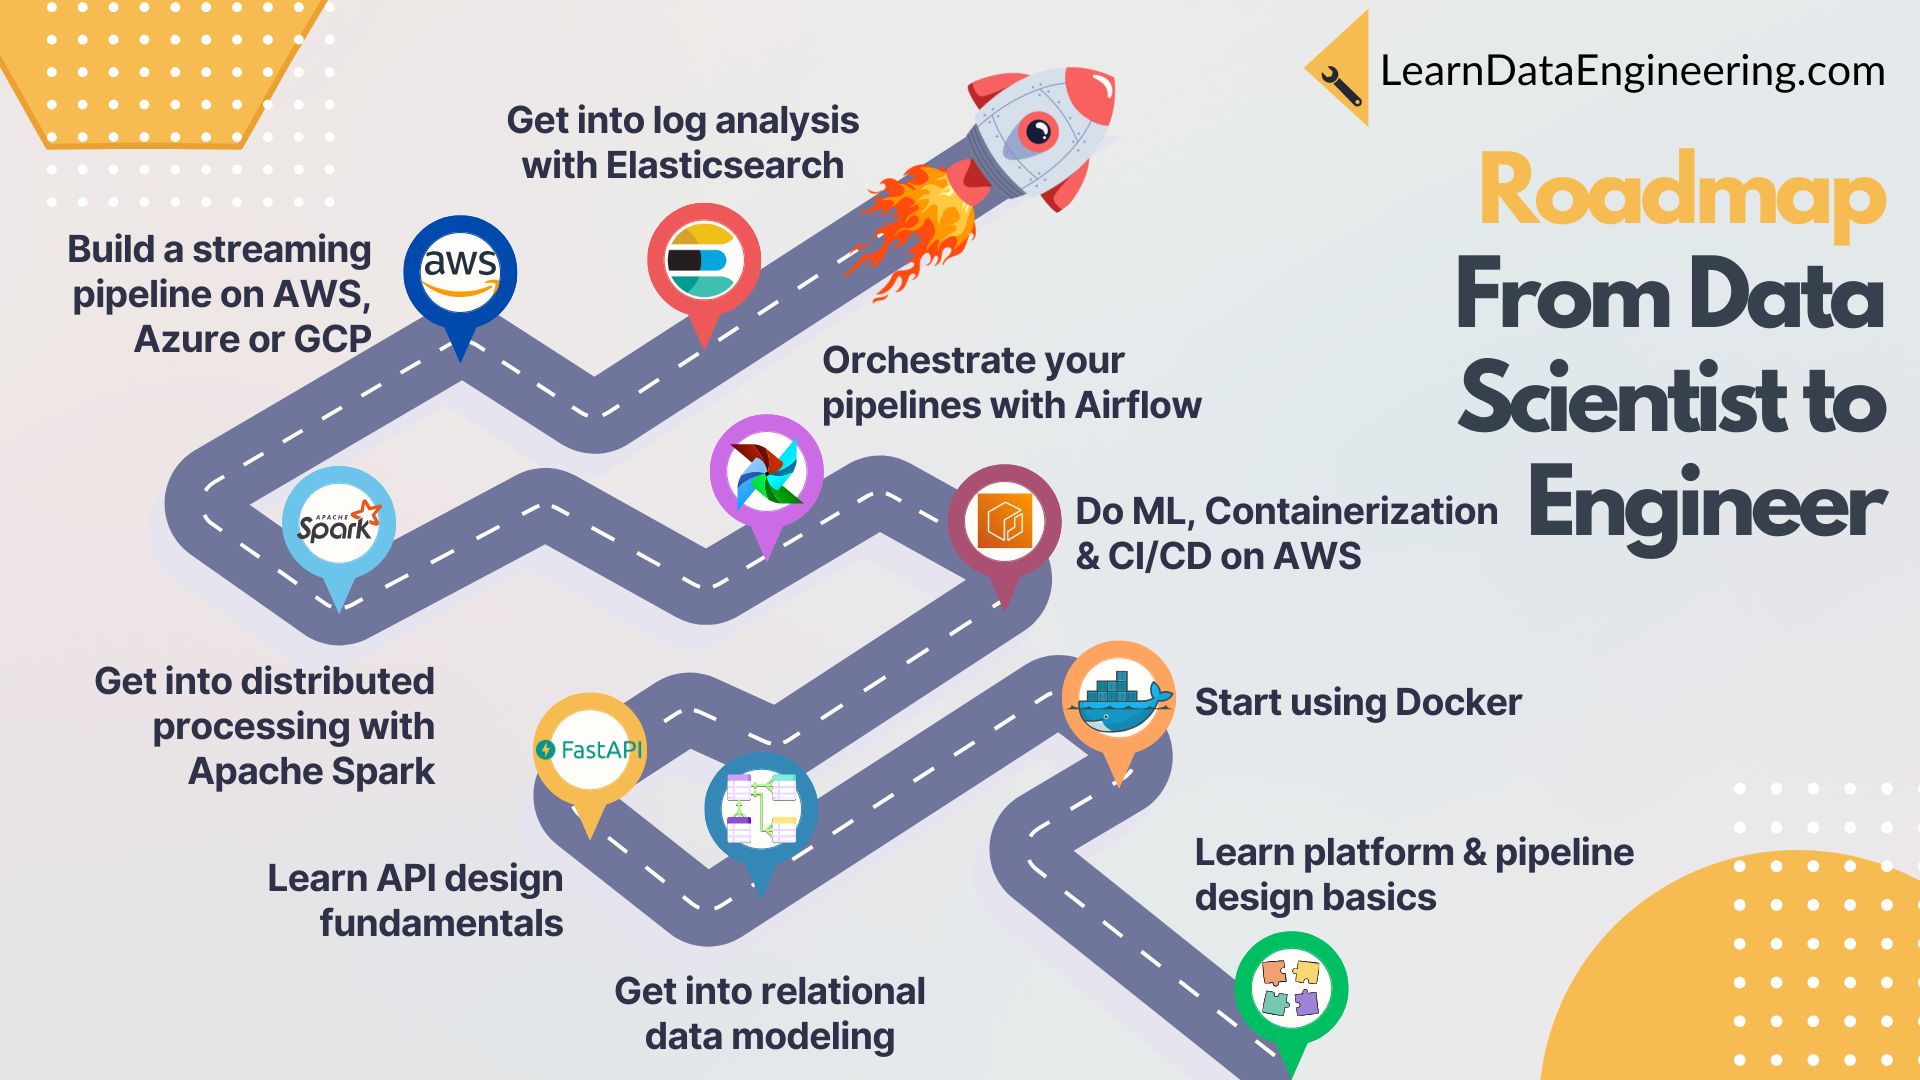 LearnDataEngineering.com
Roadmap
From Data
Scientist to
Engineer
Get into log analysis
with Elasticsearch
Build a streaming
pipeline on AWS,
Azure or GCP
aws
Orchestrate your
pipelines with Airflow
APACHE
Spark
Do ML, Containerization
& CI/CD on AWS
Get into distributed
processing with
Apache Spark
Start using Docker
FastAPI
Learn API design
fundamentals
Learn platform & pipeline
design basics
Get into relational
data modeling